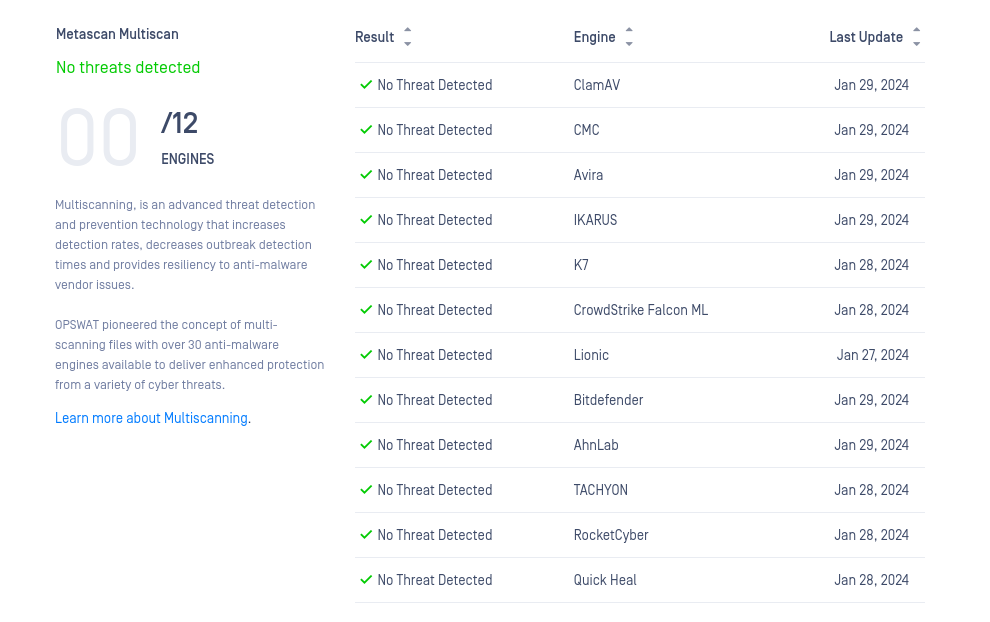 Metascan Multiscan
No threats detected
00 /12
ENGINES
Multiscanning, is an advanced threat detection
and prevention technology that increases
detection rates, decreases outbreak detection
times and provides resiliency to anti-malware
vendor issues.
OPSWAT pioneered the concept of multi-
scanning files with over 30 anti-malware
engines available to deliver enhanced protection
from a variety of cyber threats.
Learn more about Multiscanning.
Result Engine Last Update
No Threat Detected ClamAV Jan 29, 2024
No Threat Detected CMC Jan 29, 2024
No Threat Detected Avira Jan 29, 2024
No Threat Detected IKARUS Jan 29, 2024
No Threat Detected K7 Jan 28, 2024
No Threat Detected CrowdStrike Falcon ML Jan 28, 2024
No Threat Detected Lionic Jan 27, 2024
No Threat Detected Bitdefender Jan 29, 2024
No Threat Detected AhnLab Jan 29, 2024
No Threat Detected TACHYON Jan 28, 2024
No Threat Detected RocketCyber Jan 28, 2024
No Threat Detected Quick Heal Jan 28, 2024